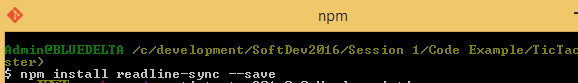 npm
Admin@BLUEDELTA /c/development/SoftDev2016/Session 1/Code Example/TicTac
ster)
$ npm install readline-sync --save